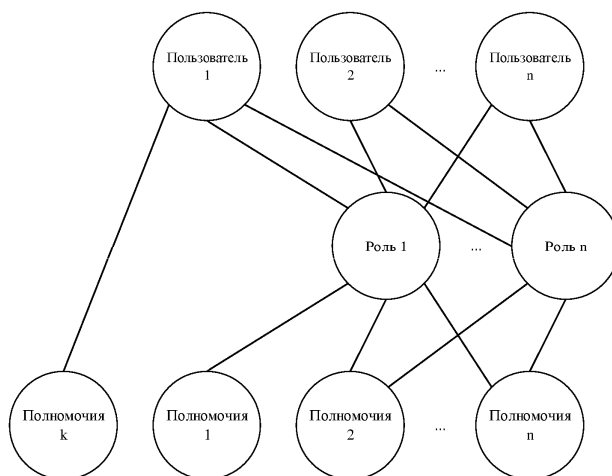 Пользователь
1
Пользователь
2
...
Пользователь
n
Роль 1
...
Роль n
Полномочия
k
Полномочия
1
Полномочия
2
...
Полномочия
n